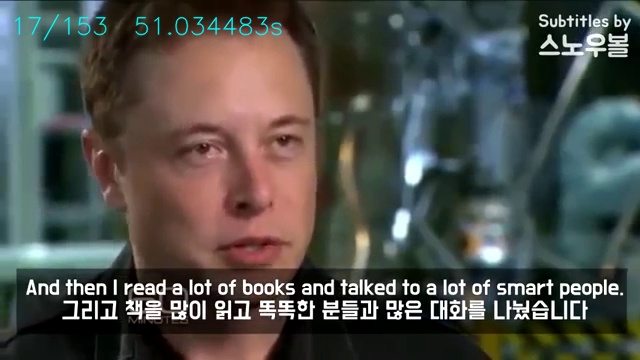 17/153 51.034483s
Subtitles by
스노우볼
And then I read a lot of books and talked to a lot of smart people.
그리고 책을 많이 읽고 똑똑한 분들과 많은 대화를 나눴습니다
MINUTES